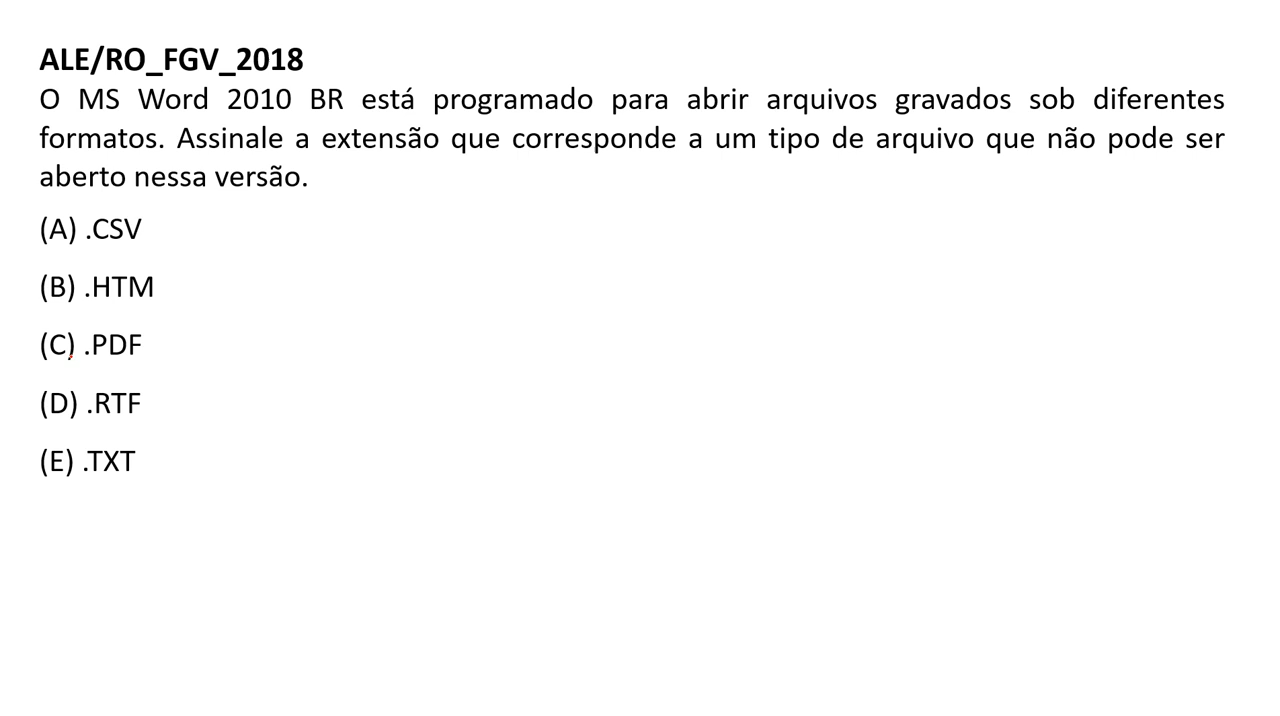 ALE/RO_FGV_2018
O MS Word 2010 BR está programado para abrir arquivos gravados sob diferentes
formatos. Assinale a extensão que corresponde a um tipo de arquivo que não pode ser
aberto nessa versão.
(A) .CSV
(B) .HTM
(C) .PDF
(D) .RTF
(E) .TXT